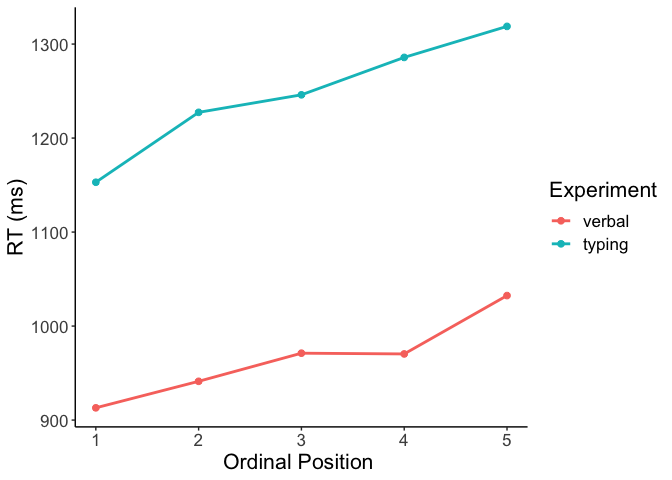 1300
1200
1100
1000
900
RT (ms)
1 2 3 4 5
Ordinal Position
Experiment
verbal
typing